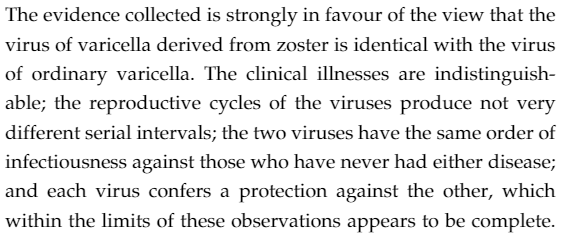 The evidence collected is strongly in favour of the view that the
virus of varicella derived from zoster is identical with the virus
of ordinary varicella. The clinical illnesses are indistinguish-
able; the reproductive cycles of the viruses produce not very
different serial intervals; the two viruses have the same order of
infectiousness against those who have never had either disease;
and each virus confers a protection against the other, which
within the limits of these observations appears to be complete.